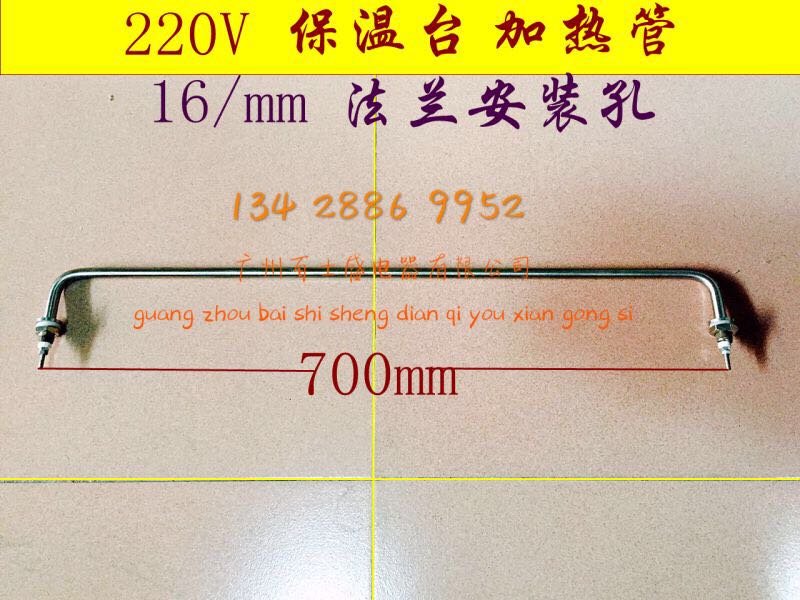 220V 保温台 加热管
16/mm 法兰安装孔
134 2886 9952
广州百士盛电器有限公司
guang zhou bai shi sheng dian qi you xian gong si
700mm